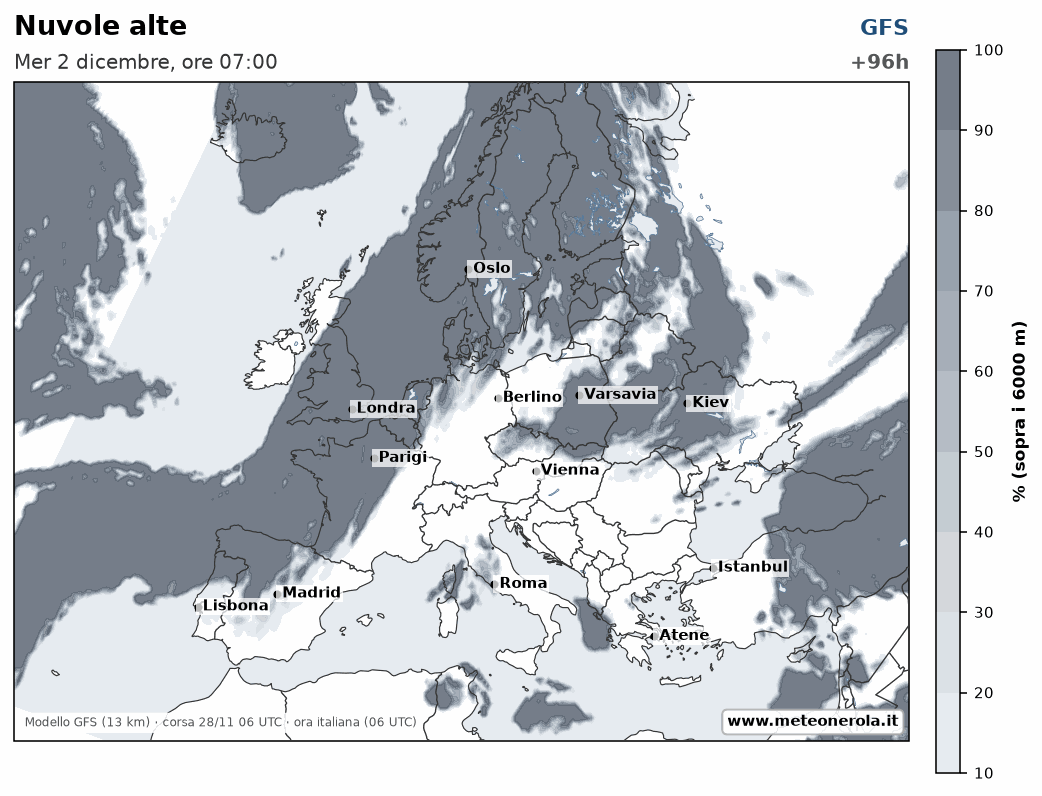 Nuvole alte
GFS
Mer 2 dicembre, ore 07:00
+96h
Oslo
Londra
Berlino
Varsavia
Kiev
Parigi
Vienna
Madrid
Lisbona
Roma
Istanbul
Atene
Modello GFS (13 km) · corsa 28/11 06 UTC · ora italiana (06 UTC)
www.meteonerola.it
100
90
80
70
60
50
40
30
20
10
% (sopra i 6000 m)